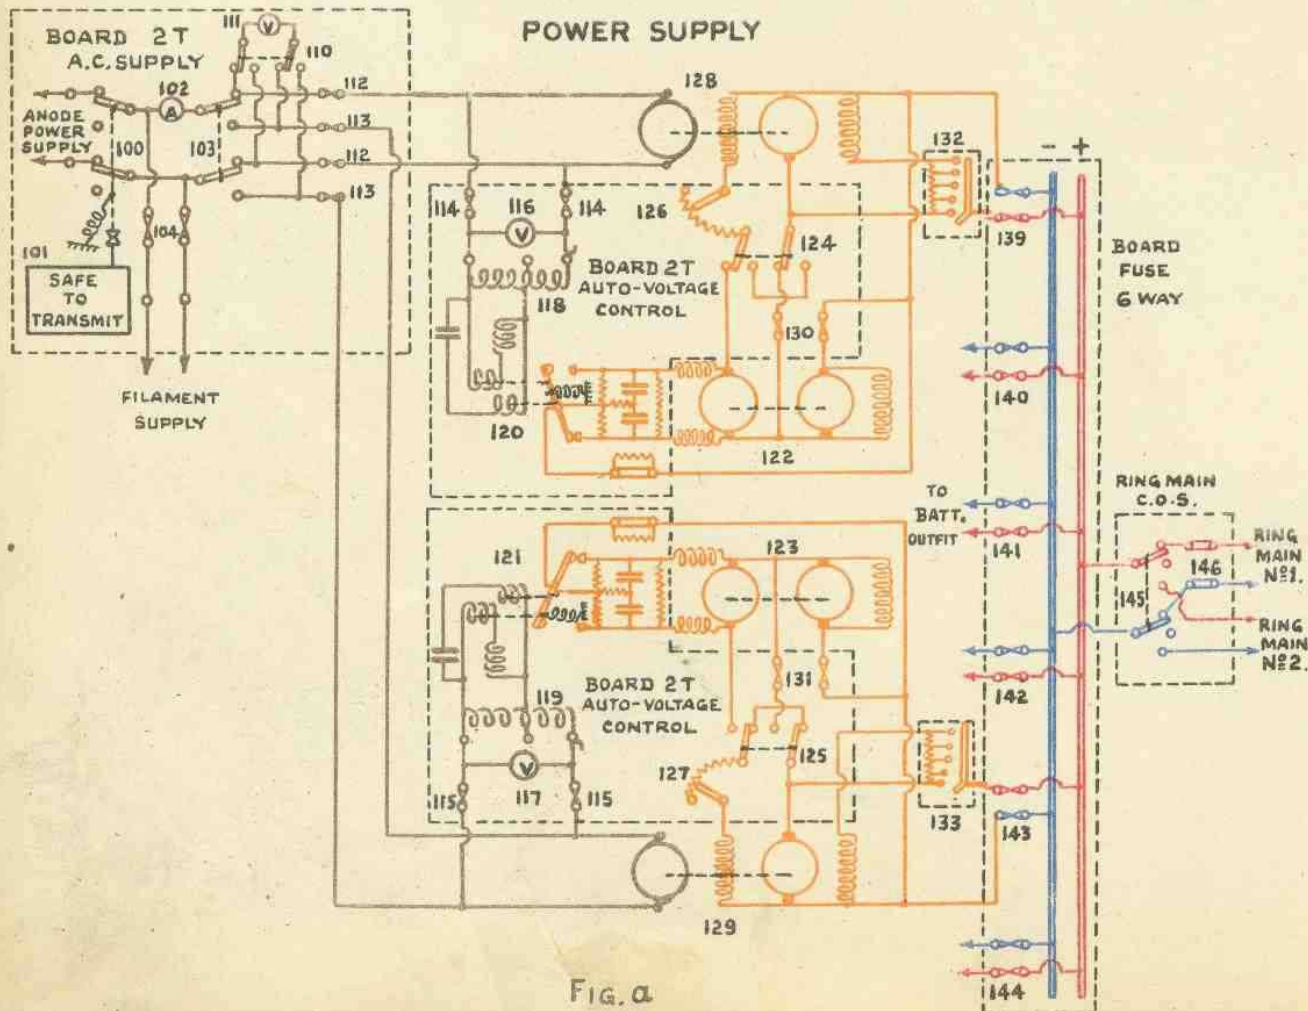 POWER SUPPLY
BOARD 2T
A.C. SUPPLY
111
V
110
102
A
112
113
112
113
ANODE
POWER
SUPPLY
100
103
104
101
SAFE
TO
TRANSMIT
FILAMENT
SUPPLY
128
114
116
V
114
126
124
BOARD 2T
AUTO-VOLTAGE
CONTROL
118
130
120
122
132
- +
139
BOARD
FUSE
6 WAY
140
TO
BATT.
OUTFIT
141
RING MAIN
C.O.S.
146
145
RING
MAIN
Nº1.
RING
MAIN
Nº2.
142
121
123
131
BOARD 2T
AUTO-VOLTAGE
CONTROL
119
125
127
115
V
117
115
133
143
129
144
FIG. a